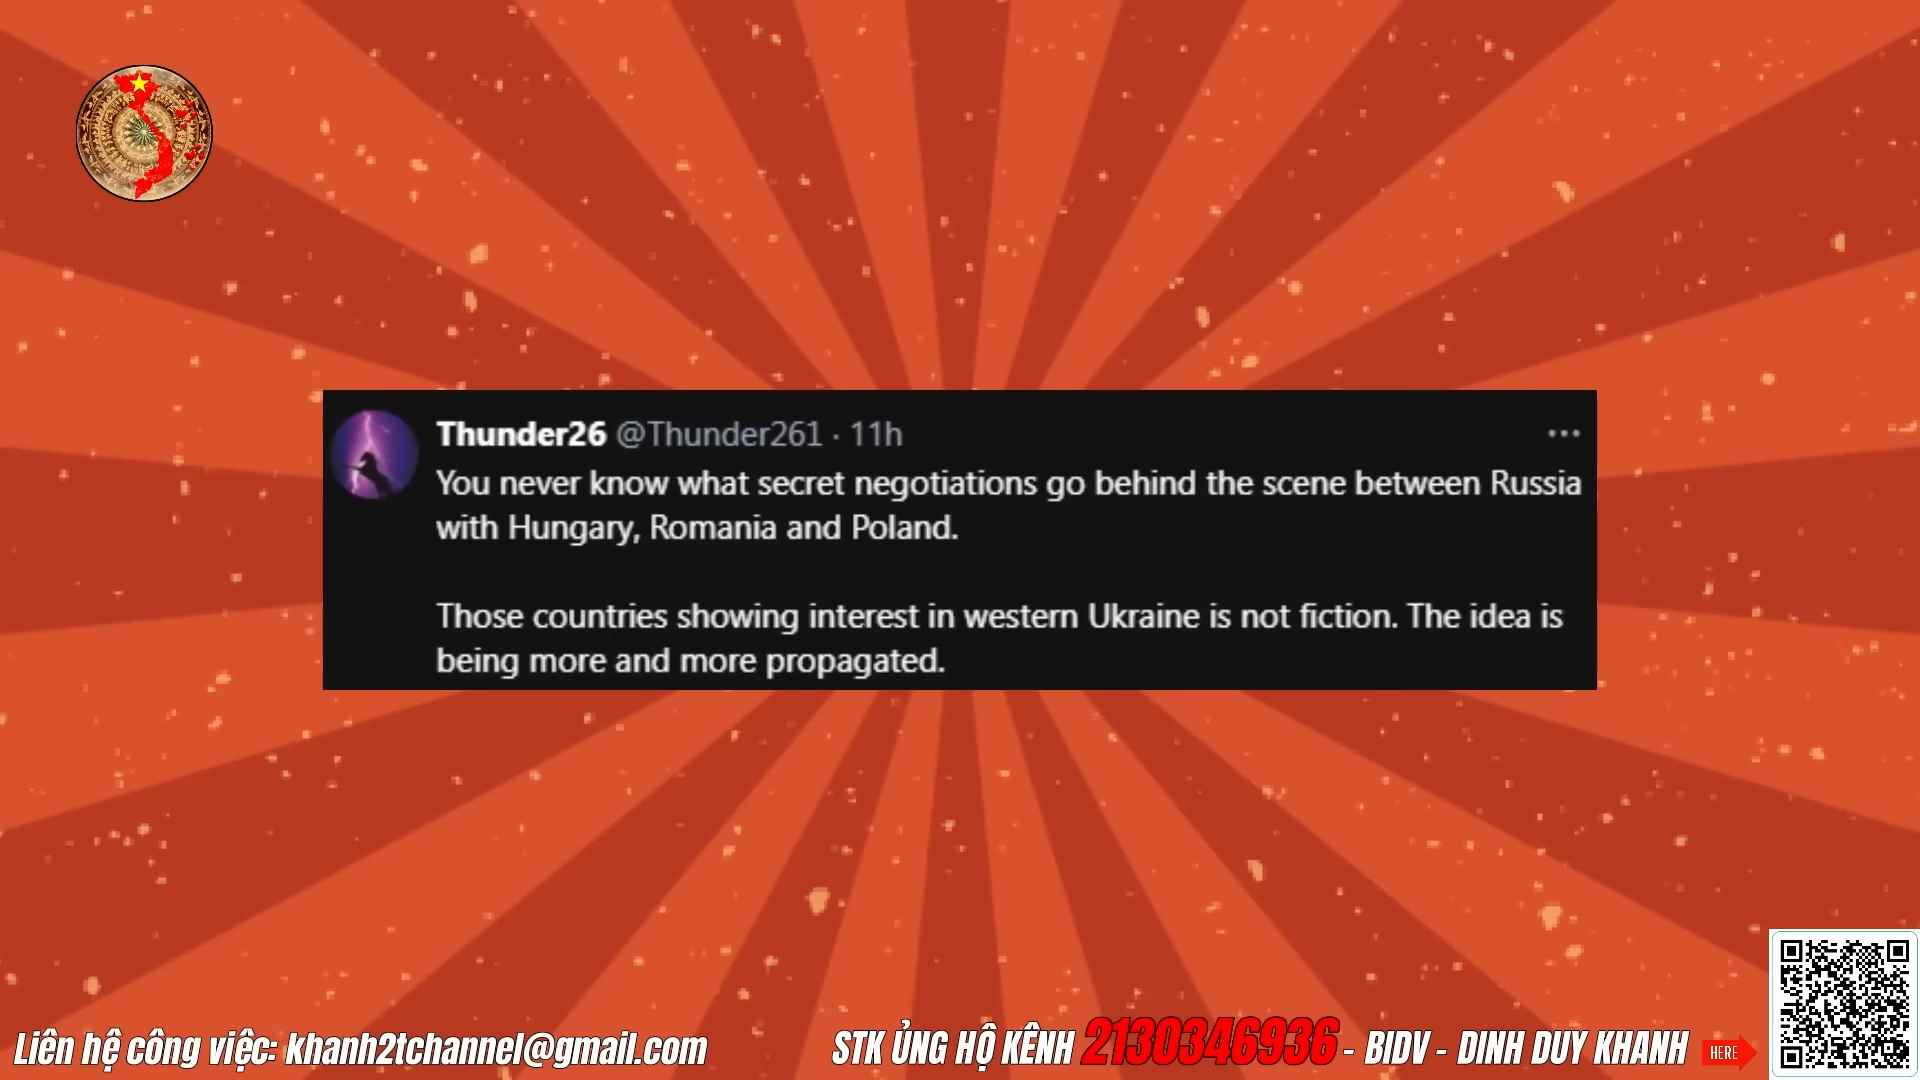 Thunder26 @Thunder261 · 11h
You never know what secret negotiations go behind the scene between Russia
with Hungary, Romania and Poland.
Those countries showing interest in western Ukraine is not fiction. The idea is
being more and more propagated.
Liên hệ công việc: khanh2tchannel@gmail.com
STK ỦNG HỘ KÊNH 2130346936 - BIDV - DINH DUY KHANH
HERE